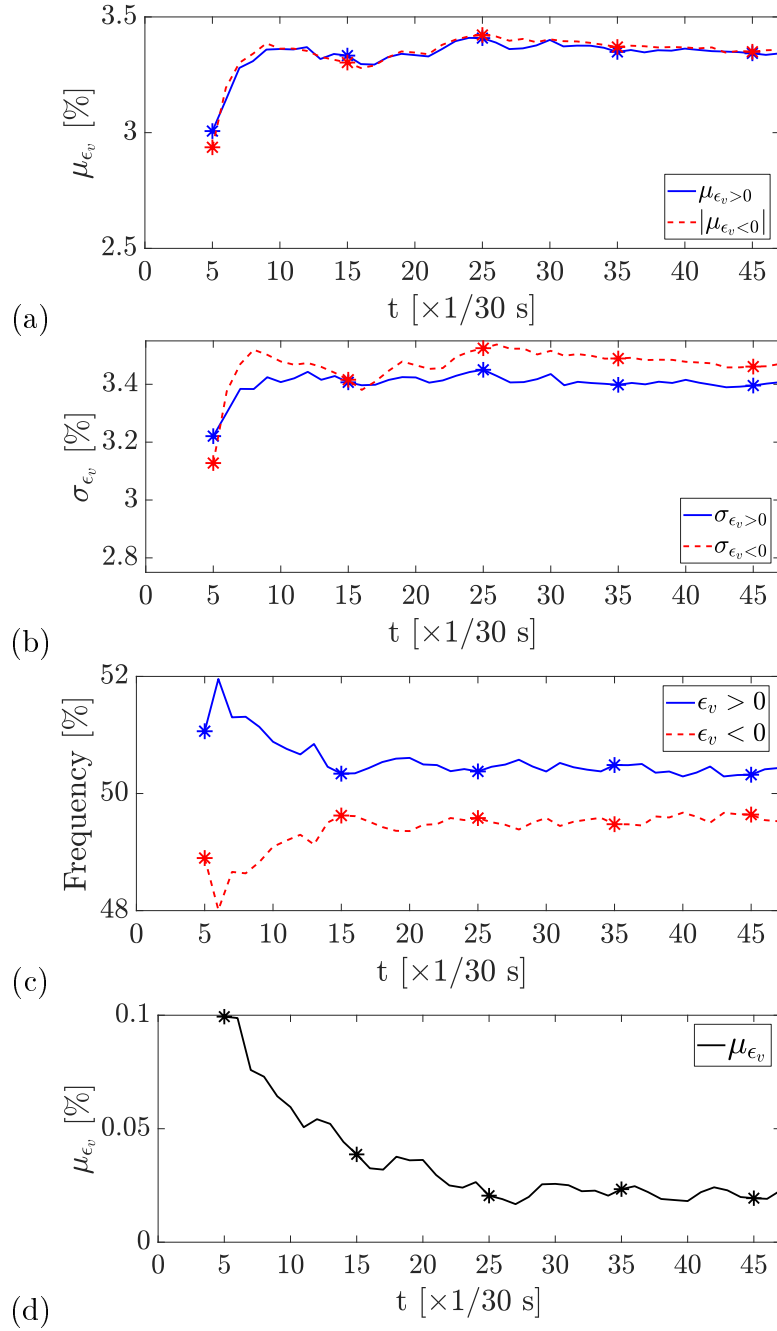 3.5
3
2.5
μ_{ϵ_v} [%]
μ_{ϵ_v>0}
|μ_{ϵ_v<0}|
0 5 10 15 20 25 30 35 40 45
t [×1/30 s]
(a)
3.4
3.2
3
2.8
σ_{ϵ_v} [%]
σ_{ϵ_v>0}
σ_{ϵ_v<0}
0 5 10 15 20 25 30 35 40 45
t [×1/30 s]
(b)
52
50
48
Frequency [%]
ϵ_v > 0
ϵ_v < 0
0 5 10 15 20 25 30 35 40 45
t [×1/30 s]
(c)
0.1
0.05
0
μ_{ϵ_v} [%]
μ_{ϵ_v}
0 5 10 15 20 25 30 35 40 45
t [×1/30 s]
(d)